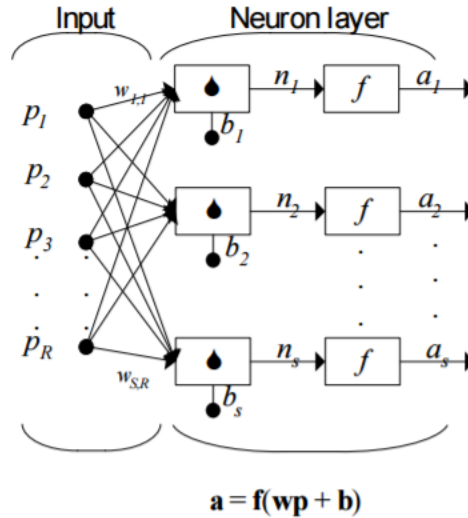 Input Neuron layer
w1,1 n1 f a1
p1
b1
p2
n2 f a2
p3
b2
pR
ns f as
wS,R
bs
a = f(wp + b)